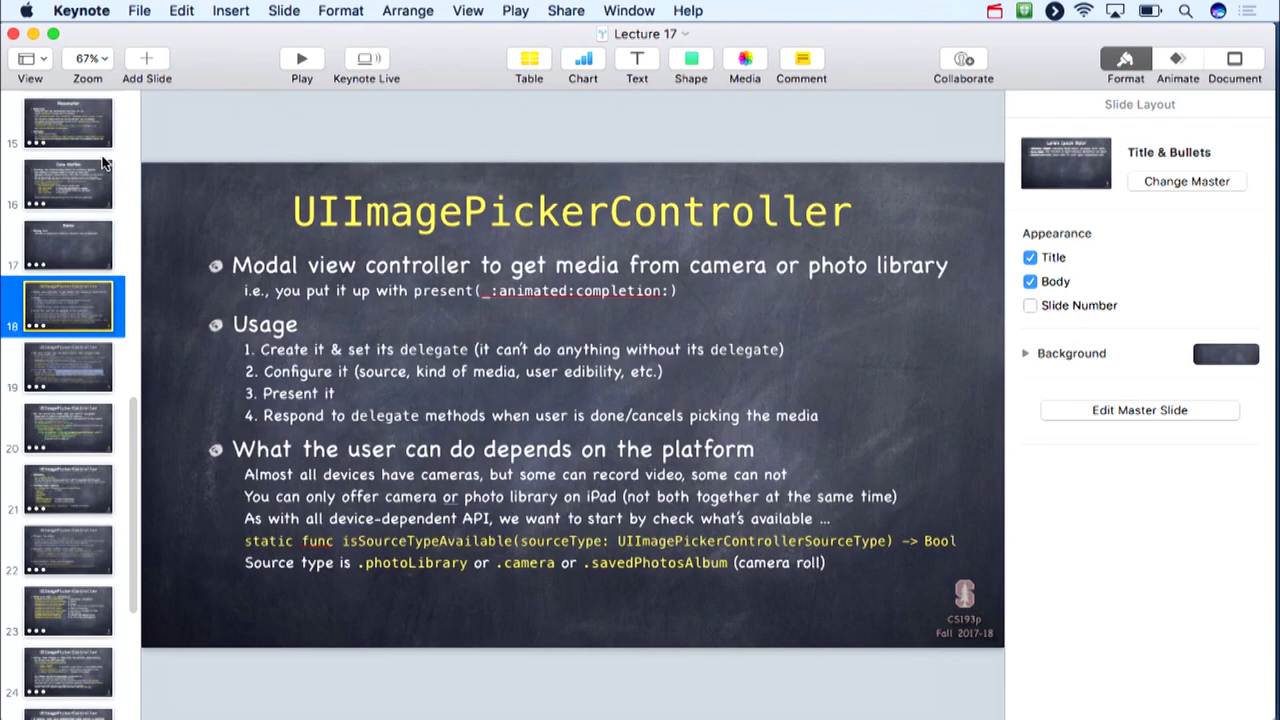 Keynote File Edit Insert Slide Format Arrange View Play Share Window Help
Lecture 17
View
67%
Zoom
Add Slide
Play
Keynote Live
Table
Chart
Text
Shape
Media
Comment
Collaborate
Format
Animate
Document
15
16
17
18
19
20
21
22
23
24
UIImagePickerController
Modal view controller to get media from camera or photo library
i.e., you put it up with present(_, animated:completion:)
Usage
1. Create it & set its delegate (it can't do anything without its delegate)
2. Configure it (source, kind of media, user edibility, etc.)
3. Present it
4. Respond to delegate methods when user is done/cancels picking the media
What the user can do depends on the platform
Almost all devices have cameras, but some can record video, some can not
You can only offer camera or photo library on iPad (not both together at the same time)
As with all device-dependent API, we want to start by check what's available ...
static func isSourceTypeAvailable(sourceType: UIImagePickerControllerSourceType) -> Bool
Source type is .photoLibrary or .camera or .savedPhotosAlbum (camera roll)
CS193p
Fall 2017-18
Slide Layout
Title & Bullets
Change Master
Appearance
Title
Body
Slide Number
Background
Edit Master Slide